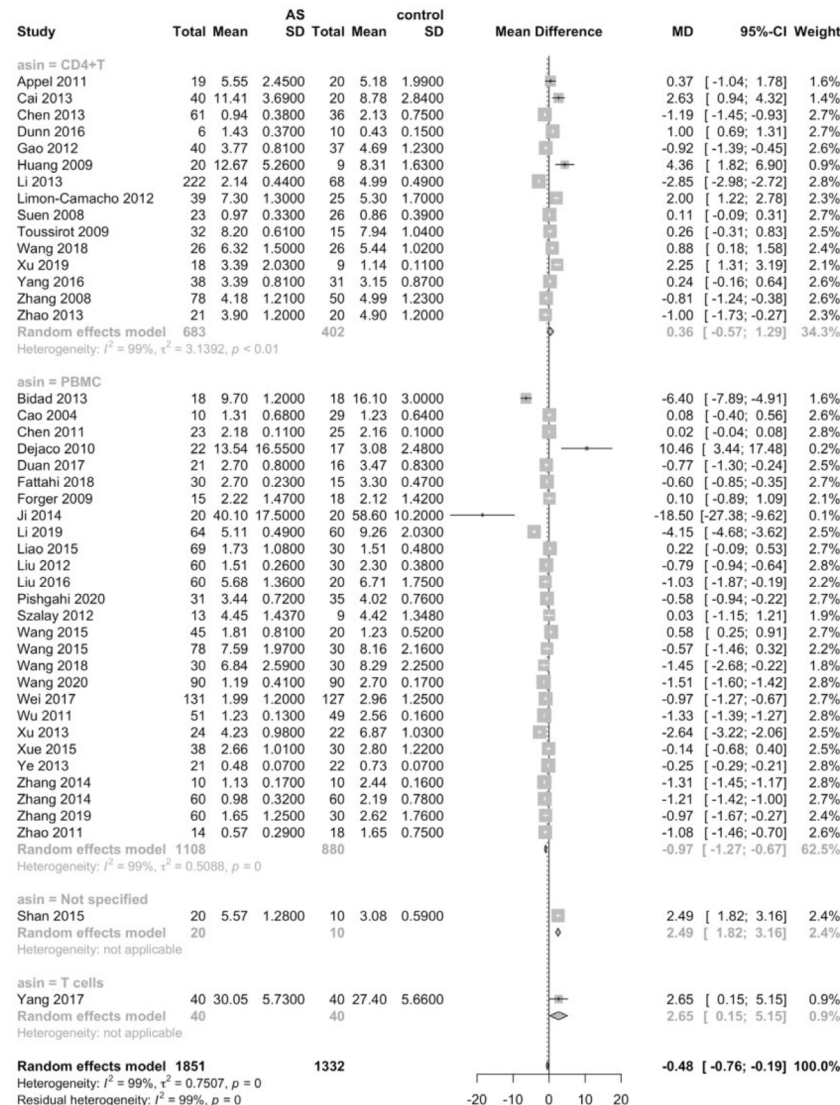 AS control
Study Total Mean SD Total Mean SD Mean Difference MD 95%-CI Weight
asin = CD4+T
Appel 2011 19 5.55 2.4500 20 5.18 1.9900 0.37 [-1.04; 1.78] 1.6%
Cai 2013 40 11.41 3.6900 20 8.78 2.8400 2.63 [ 0.94; 4.32] 1.4%
Chen 2013 61 0.94 0.3800 36 2.13 0.7500 -1.19 [-1.45; -0.93] 2.7%
Dunn 2016 6 1.43 0.3700 10 0.43 0.1500 1.00 [ 0.69; 1.31] 2.7%
Gao 2012 40 3.77 0.8100 37 4.69 1.2300 -0.92 [-1.39; -0.45] 2.6%
Huang 2009 20 12.67 5.2600 9 8.31 1.6300 4.36 [ 1.82; 6.90] 0.9%
Li 2013 222 2.14 0.4400 68 4.99 0.4900 -2.85 [-2.98; -2.72] 2.8%
Limon-Camacho 2012 39 7.30 1.3000 25 5.30 1.7000 2.00 [ 1.22; 2.78] 2.3%
Suen 2008 23 0.97 0.3300 26 0.86 0.3900 0.11 [-0.09; 0.31] 2.7%
Toussirot 2009 32 8.20 0.6100 15 7.94 1.0400 0.26 [-0.31; 0.83] 2.5%
Wang 2018 26 6.32 1.5000 26 5.44 1.0200 0.88 [ 0.18; 1.58] 2.4%
Xu 2019 18 3.39 2.0300 9 1.14 0.1100 2.25 [ 1.31; 3.19] 2.1%
Yang 2016 38 3.39 0.8100 31 3.15 0.8700 0.24 [-0.16; 0.64] 2.7%
Zhang 2008 78 4.18 1.2100 50 4.99 1.2300 -0.81 [-1.24; -0.38] 2.6%
Zhao 2013 21 3.90 1.2000 20 4.90 1.2000 -1.00 [-1.73; -0.27] 2.3%
Random effects model 683 402 0.36 [-0.57; 1.29] 34.3%
Heterogeneity: I² = 99%, τ² = 3.1392, p < 0.01
asin = PBMC
Bidad 2013 18 9.70 1.2000 18 16.10 3.0000 -6.40 [-7.89; -4.91] 1.6%
Cao 2004 10 1.31 0.6800 29 1.23 0.6400 0.08 [-0.40; 0.56] 2.6%
Chen 2011 23 2.18 0.1100 25 2.16 0.1000 0.02 [-0.04; 0.08] 2.8%
Dejaco 2010 22 13.54 16.5500 17 3.08 2.4800 10.46 [ 3.44; 17.48] 0.2%
Duan 2017 21 2.70 0.8000 16 3.47 0.8300 -0.77 [-1.30; -0.24] 2.6%
Fattahi 2018 30 2.70 0.2300 15 3.30 0.4700 -0.60 [-0.85; -0.35] 2.7%
Forger 2009 15 2.22 1.4700 18 2.12 1.4200 0.10 [-0.89; 1.09] 2.1%
Ji 2014 20 40.10 17.5000 20 58.60 10.2000 -18.50 [-27.38; -9.62] 0.1%
Li 2019 64 5.11 0.4900 60 9.26 2.0300 -4.15 [-4.68; -3.62] 2.6%
Liao 2015 69 1.73 1.0800 30 1.51 0.4800 0.22 [-0.09; 0.53] 2.7%
Liu 2012 60 1.51 0.2600 30 2.30 0.3800 -0.79 [-0.94; -0.64] 2.8%
Liu 2016 60 5.68 1.3600 20 6.71 1.7500 -1.03 [-1.87; -0.19] 2.2%
Pishgahi 2020 31 3.44 0.7200 35 4.02 0.7600 -0.58 [-0.94; -0.22] 2.7%
Szalay 2012 13 4.45 1.4370 9 4.42 1.3480 0.03 [-1.15; 1.21] 1.9%
Wang 2015 45 1.81 0.8100 20 1.23 0.5200 0.58 [ 0.25; 0.91] 2.7%
Wang 2015 78 7.59 1.9700 30 8.16 2.1600 -0.57 [-1.46; 0.32] 2.2%
Wang 2018 30 6.84 2.5900 30 8.29 2.2500 -1.45 [-2.68; -0.22] 1.8%
Wang 2020 90 1.19 0.4100 90 2.70 0.1700 -1.51 [-1.60; -1.42] 2.8%
Wei 2017 131 1.99 1.2000 127 2.96 1.2500 -0.97 [-1.27; -0.67] 2.7%
Wu 2011 51 1.23 0.1300 49 2.56 0.1600 -1.33 [-1.39; -1.27] 2.8%
Xu 2013 24 4.23 0.9800 22 6.87 1.0300 -2.64 [-3.22; -2.06] 2.5%
Xue 2015 38 2.66 1.0100 30 2.80 1.2200 -0.14 [-0.68; 0.40] 2.5%
Ye 2013 21 0.48 0.0700 22 0.73 0.0700 -0.25 [-0.29; -0.21] 2.8%
Zhang 2014 10 1.13 0.1700 10 2.44 0.1600 -1.31 [-1.45; -1.17] 2.8%
Zhang 2014 60 0.98 0.3200 60 2.19 0.7800 -1.21 [-1.42; -1.00] 2.7%
Zhang 2019 60 1.65 1.2500 30 2.62 1.7600 -0.97 [-1.67; -0.27] 2.4%
Zhao 2011 14 0.57 0.2900 18 1.65 0.7500 -1.08 [-1.46; -0.70] 2.7%
Random effects model 1108 880 -0.97 [-1.27; -0.67] 62.5%
Heterogeneity: I² = 99%, τ² = 0.5088, p = 0
asin = Not specified
Shan 2015 20 5.57 1.2800 10 3.08 0.5900 2.49 [ 1.82; 3.16] 2.4%
Random effects model 20 10 2.49 [ 1.82; 3.16] 2.4%
Heterogeneity: not applicable
asin = T cells
Yang 2017 40 30.05 5.7300 40 27.40 5.6600 2.65 [ 0.15; 5.15] 0.9%
Random effects model 40 40 2.65 [ 0.15; 5.15] 0.9%
Heterogeneity: not applicable
Random effects model 1851 1332 -0.48 [-0.76; -0.19] 100.0%
Heterogeneity: I² = 99%, τ² = 0.7507, p = 0
Residual heterogeneity: I² = 99%, p = 0
-20 -10 0 10 20